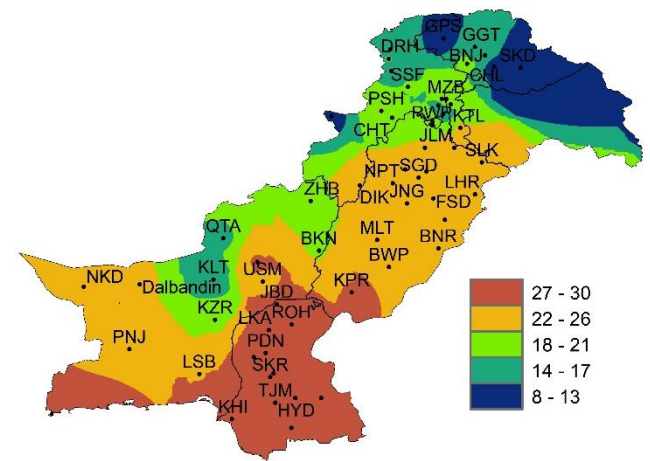 GPS
GGT
DRH
BNJ
SKD
CHL
SSF
MZB
PSH
RWP
KTL
CHT
JLM
SLK
SGD
NPT
LHR
DIK
JNG
FSD
ZHB
QTA
MLT
BNR
BKN
BWP
KLT
USM
NKD
Dalbandin
JBD
KPR
27 - 30
KZR
LKA
ROH
22 - 26
PNJ
PDN
18 - 21
LSB
SKR
14 - 17
TJM
8 - 13
KHI
HYD